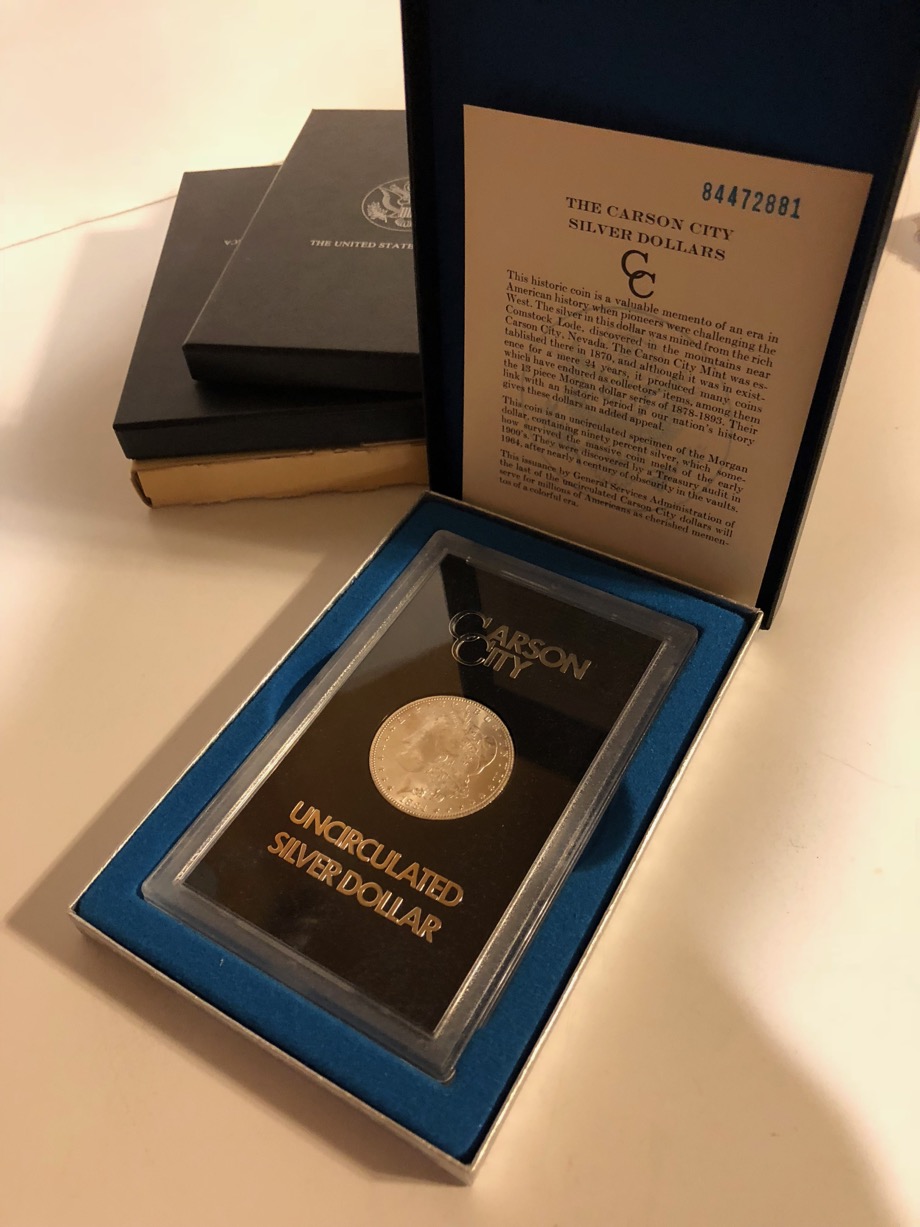 THE UNITED STATES
84472881
THE CARSON CITY
SILVER DOLLARS
CC
This historic coin is a valuable memento of an era in
American history when pioneers were challenging the
West. The silver in this dollar was mined from the rich
Comstock Lode, discovered in the mountains near
Carson City, Nevada. The Carson City Mint was es-
tablished there in 1870, and although it was in exist-
ence for a mere 24 years, it produced many coins
which have endured as collectors' items, among them
the 13 piece Morgan dollar series of 1878-1893. Their
link with an historic period in our nation's history
gives these dollars an added appeal.
This coin is an uncirculated specimen of the Morgan
dollar, containing ninety percent silver, which some-
how survived the massive coin melts of the early
1900's. They were discovered by a Treasury audit in
1964, after nearly a century of obscurity in the vaults.
This issuance by General Services Administration of
the last of the uncirculated Carson City dollars will
serve for millions of Americans as cherished memen-
tos of a colorful era.
CARSON
CITY
UNCIRCULATED
SILVER DOLLAR